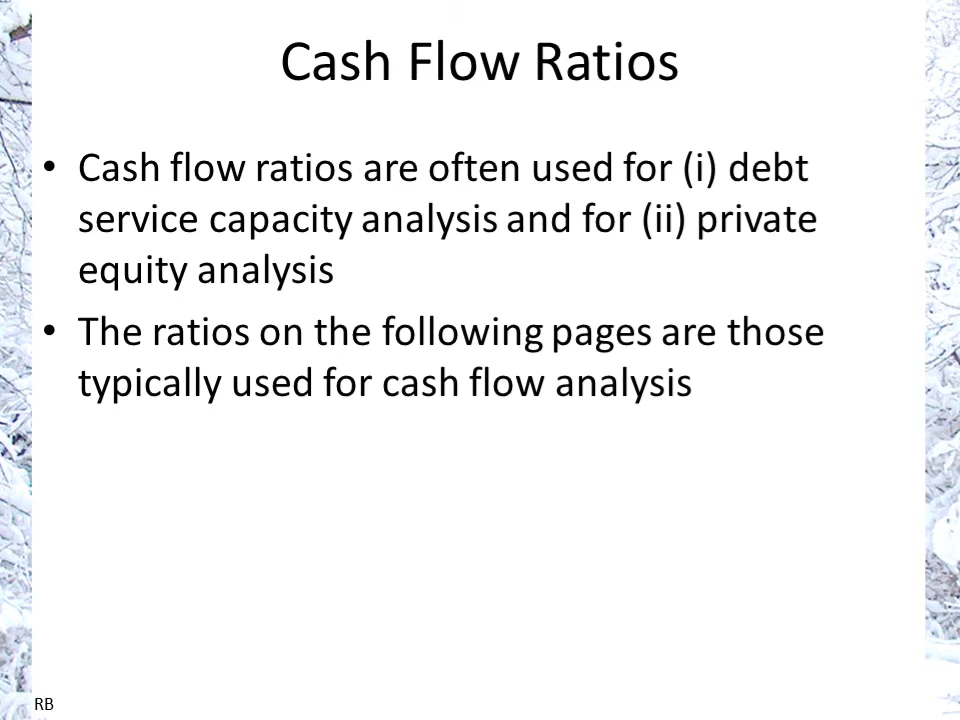 Cash Flow Ratios
• Cash flow ratios are often used for (i) debt
service capacity analysis and for (ii) private
equity analysis
• The ratios on the following pages are those
typically used for cash flow analysis
RB